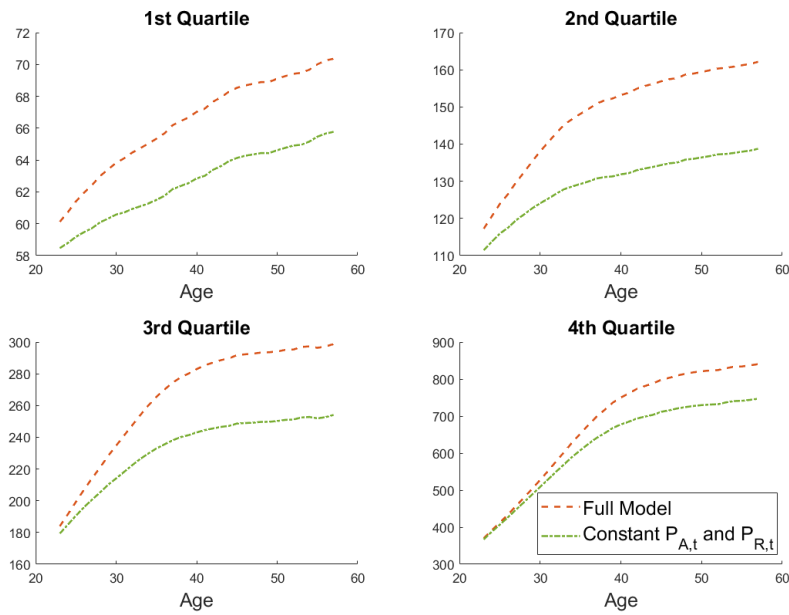 1st Quartile
72
70
68
66
64
62
60
58
20 30 40 50 60
Age
2nd Quartile
170
160
150
140
130
120
110
20 30 40 50 60
Age
3rd Quartile
300
280
260
240
220
200
180
160
20 30 40 50 60
Age
4th Quartile
900
800
700
600
500
400
300
20 30 40 50 60
Age
Full Model
Constant P_{A,t} and P_{R,t}